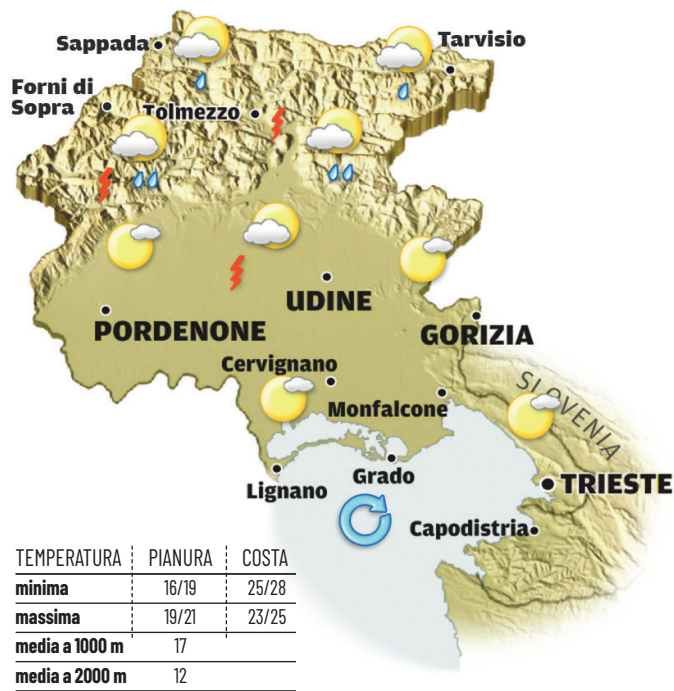 Sappada
Tarvisio
Forni di
Sopra
Tolmezzo
UDINE
PORDENONE
GORIZIA
Cervignano
SLOVENIA
Monfalcone
Grado
Lignano
TRIESTE
Capodistria
TEMPERATURA PIANURA COSTA
minima 16/19 25/28
massima 19/21 23/25
media a 1000 m 17
media a 2000 m 12